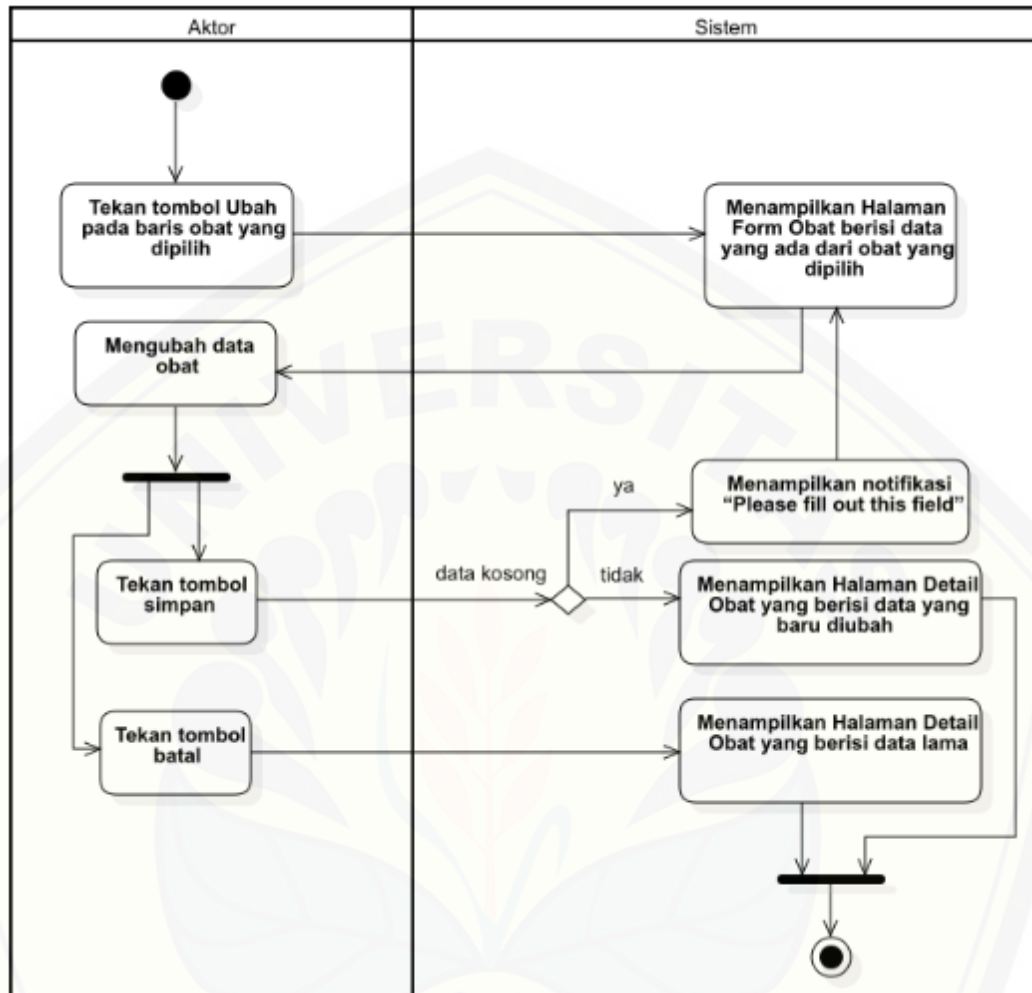 Aktor
Sistem
Tekan tombol Ubah
pada baris obat yang
dipilih
Menampilkan Halaman
Form Obat berisi data
yang ada dari obat yang
dipilih
Mengubah data
obat
ya
Menampilkan notifikasi
“Please fill out this field”
Tekan tombol
simpan
data kosong
tidak
Menampilkan Halaman Detail
Obat yang berisi data yang
baru diubah
Tekan tombol
batal
Menampilkan Halaman Detail
Obat yang berisi data lama
UNIVERSITAS